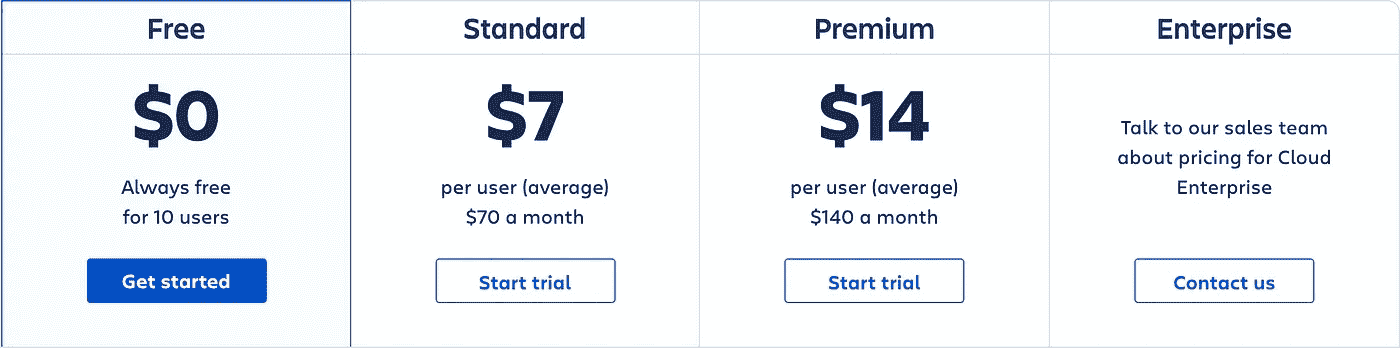 Free
$0
Always free
for 10 users
Get started
Standard
$7
per user (average)
$70 a month
Start trial
Premium
$14
per user (average)
$140 a month
Start trial
Enterprise
Talk to our sales team
about pricing for Cloud
Enterprise
Contact us